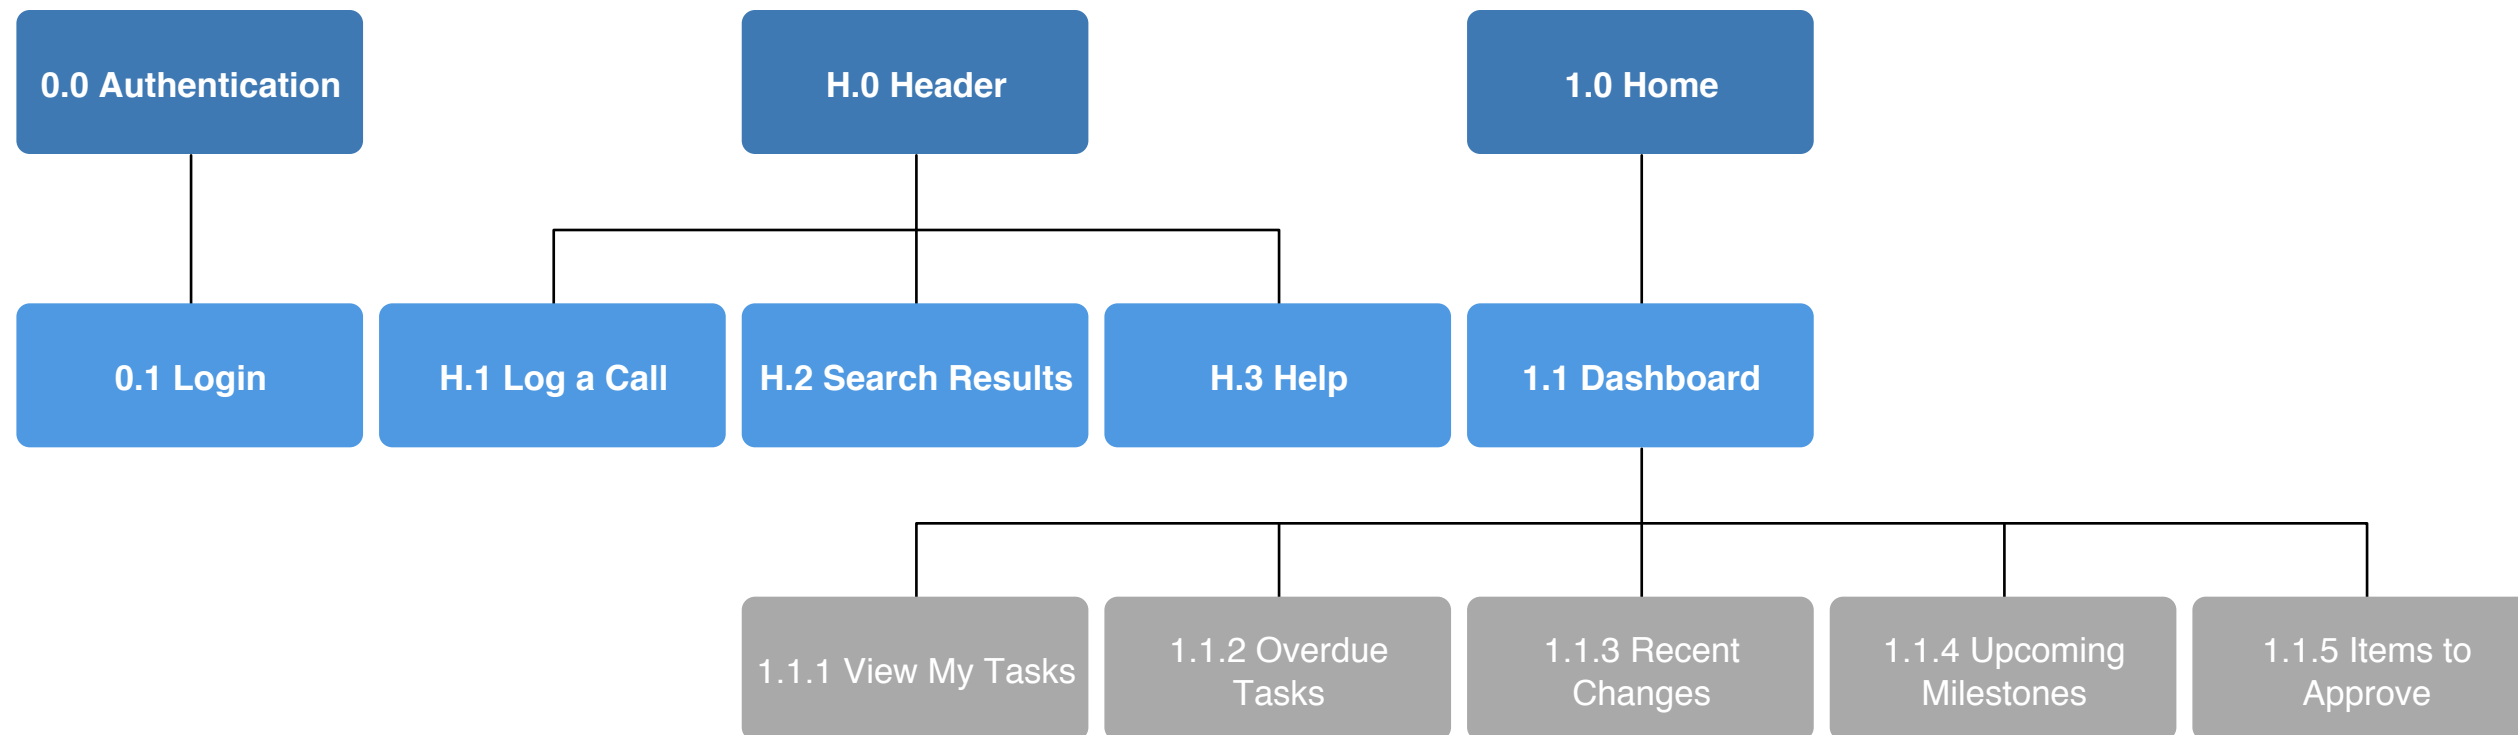 0.0 Authentication
H.0 Header
1.0 Home
0.1 Login
H.1 Log a Call
H.2 Search Results
H.3 Help
1.1 Dashboard
1.1.1 View My Tasks
1.1.2 Overdue
Tasks
1.1.3 Recent
Changes
1.1.4 Upcoming
Milestones
1.1.5 Items to
Approve